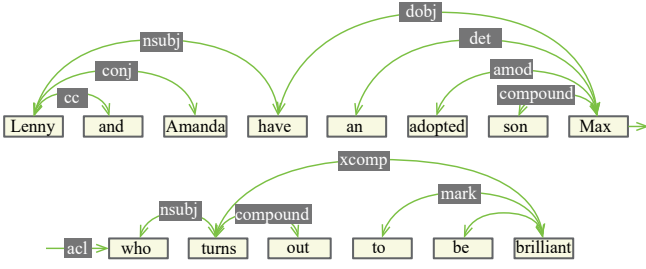 dobj
nsubj
det
conj
amod
cc
compound
Lenny and Amanda have an adopted son Max
xcomp
mark
nsubj
compound
acl who turns out to be brilliant